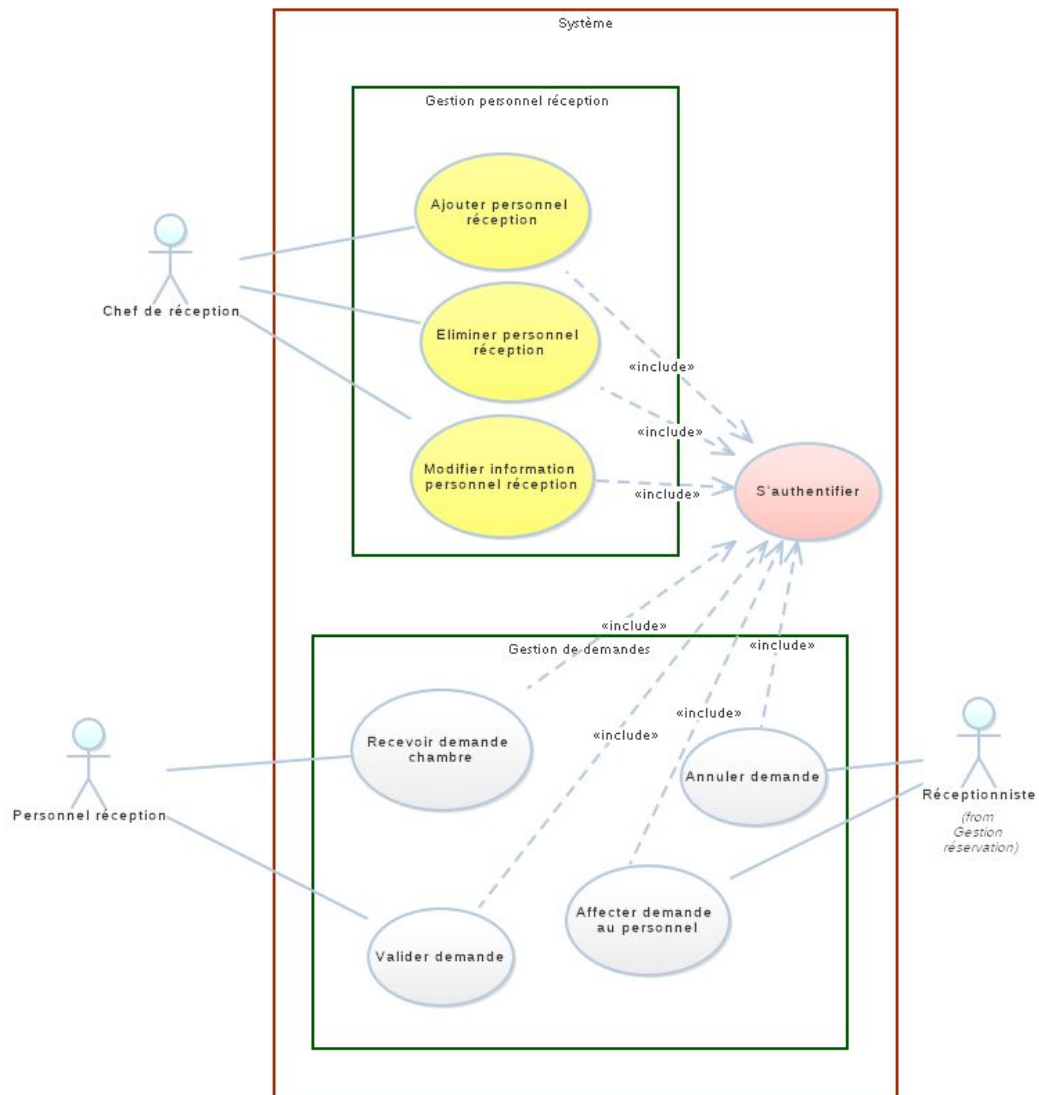 Système
Gestion personnel réception
Ajouter personnel
réception
Chef de réception
Eliminer personnel
réception
«include»
«include»
Modifier information
personnel réception
«include»
S'authentifier
«include»
Gestion de demandes
«include»
«include»
«include»
Recevoir demande
chambre
Annuler demande
Personnel réception
Réceptionniste
(from
Gestion
réservation)
Affecter demande
au personnel
Valider demande